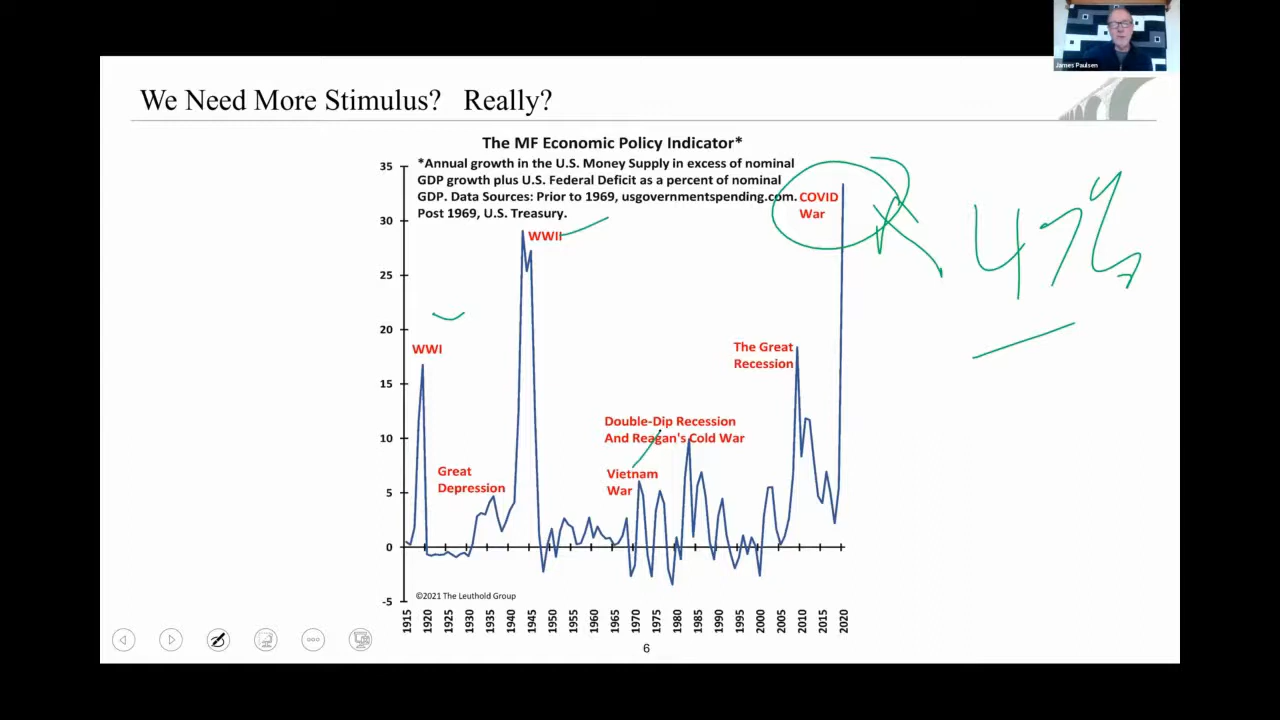 James Paulsen
We Need More Stimulus?   Really?
The MF Economic Policy Indicator*
*Annual growth in the U.S. Money Supply in excess of nominal
GDP growth plus U.S. Federal Deficit as a percent of nominal
GDP. Data Sources: Prior to 1969, usgovernmentspending.com.
Post 1969, U.S. Treasury.
35
30
25
20
15
10
5
0
-5
COVID
War
47%
WWII
WWI
The Great
Recession
Double-Dip Recession
And Reagan's Cold War
Great
Depression
Vietnam
War
©2021 The Leuthold Group
1915 1920 1925 1930 1935 1940 1945 1950 1955 1960 1965 1970 1975 1980 1985 1990 1995 2000 2005 2010 2015 2020
6